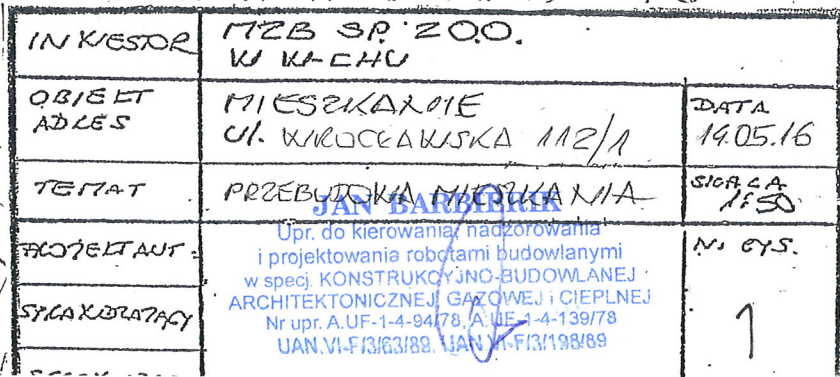 INWESTOR
MZB SP. Z O.O.
W W-CHU
OBIEKT
ADRES
MIESZKANIE
Ul. WROCŁAWSKA 112/1
DATA
19.05.16
TEMAT
PRZEBUDOWA MIESZKANIA
SKALA
1:50
JAN BARBIERIK
Upr. do kierowania, nadzorowania
i projektowania robotami budowlanymi
w specj. KONSTRUKCYJNO-BUDOWLANEJ
ARCHITEKTONICZNEJ, GAZOWEJ i CIEPLNEJ
Nr upr. A.UF-1-4-94/78, A.UF-1-4-139/78
UAN.VI-F/3/63/89, UAN.VI-F/3/198/89
PROJEKTANT
SPRAWDZAJĄCY
Nr RYS.
1